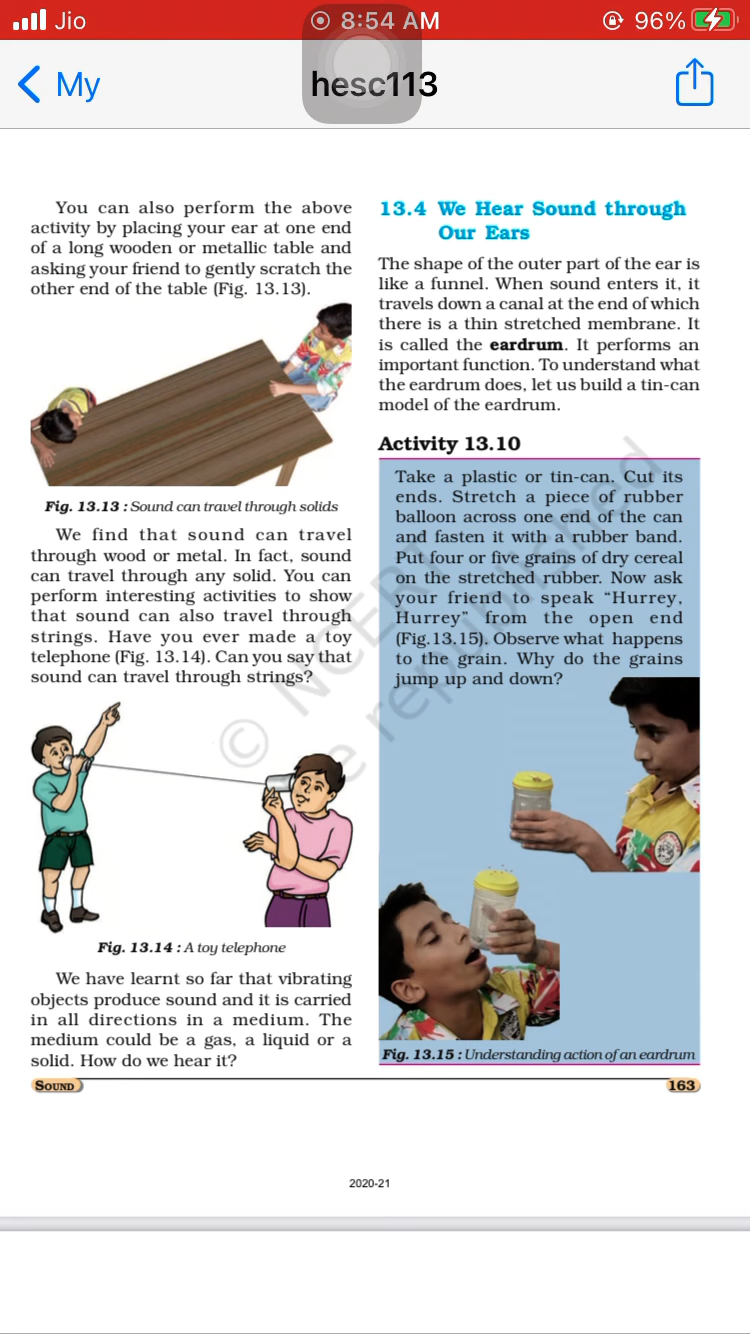 Jio
8:54 AM
96%
My
hesc113
You can also perform the above
activity by placing your ear at one end
of a long wooden or metallic table and
asking your friend to gently scratch the
other end of the table (Fig. 13.13).
Fig. 13.13 : Sound can travel through solids
We find that sound can travel
through wood or metal. In fact, sound
can travel through any solid. You can
perform interesting activities to show
that sound can also travel through
strings. Have you ever made a toy
telephone (Fig. 13.14). Can you say that
sound can travel through strings?
Fig. 13.14 : A toy telephone
We have learnt so far that vibrating
objects produce sound and it is carried
in all directions in a medium. The
medium could be a gas, a liquid or a
solid. How do we hear it?
13.4 We Hear Sound through
Our Ears
The shape of the outer part of the ear is
like a funnel. When sound enters it, it
travels down a canal at the end of which
there is a thin stretched membrane. It
is called the eardrum. It performs an
important function. To understand what
the eardrum does, let us build a tin-can
model of the eardrum.
Activity 13.10
Take a plastic or tin-can. Cut its
ends. Stretch a piece of rubber
balloon across one end of the can
and fasten it with a rubber band.
Put four or five grains of dry cereal
on the stretched rubber. Now ask
your friend to speak “Hurrey,
Hurrey” from the open end
(Fig.13.15). Observe what happens
to the grain. Why do the grains
jump up and down?
Fig. 13.15 : Understanding action of an eardrum
SOUND
163
2020-21
© NCERT
be republished